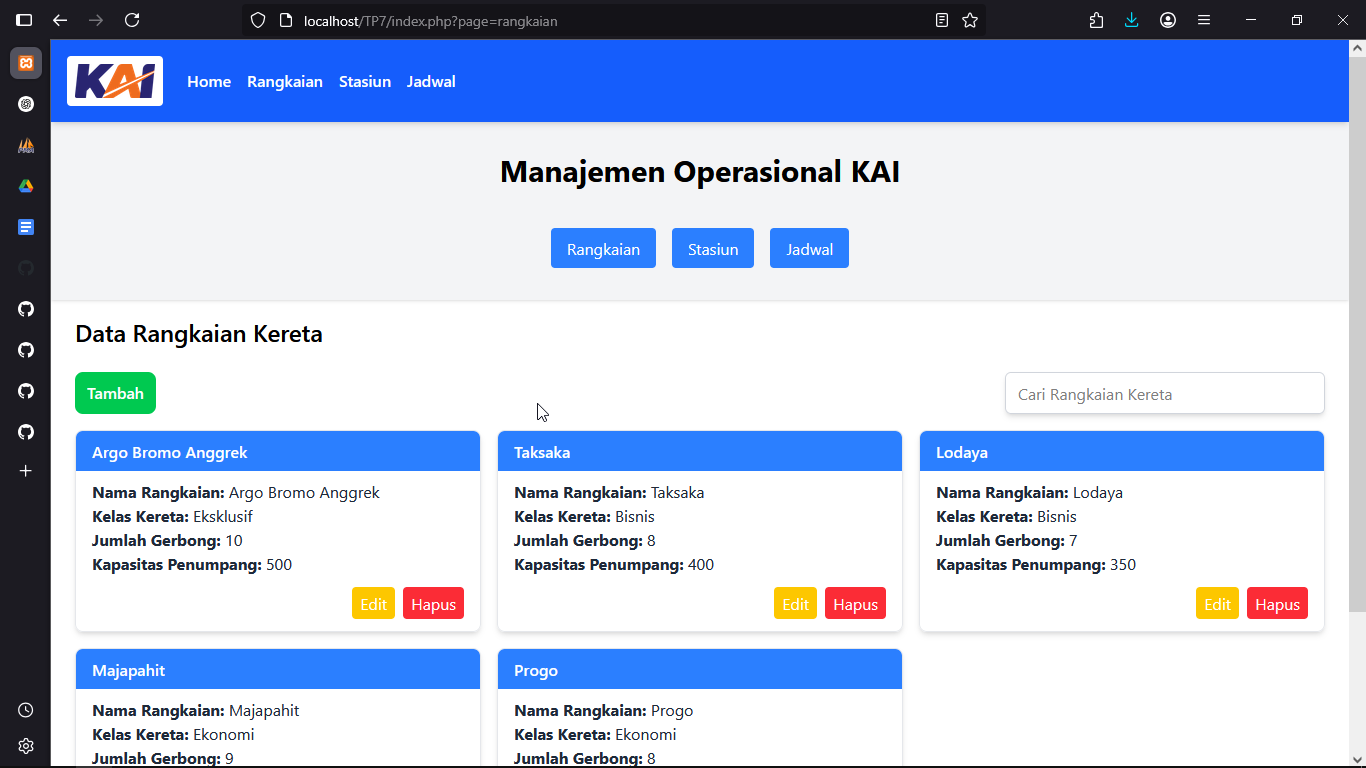 localhost/TP7/index.php?page=rangkaian
KAI Home Rangkaian Stasiun Jadwal
Manajemen Operasional KAI
Rangkaian Stasiun Jadwal
Data Rangkaian Kereta
Tambah Cari Rangkaian Kereta
Argo Bromo Anggrek
Nama Rangkaian: Argo Bromo Anggrek
Kelas Kereta: Eksklusif
Jumlah Gerbong: 10
Kapasitas Penumpang: 500
Edit Hapus
Taksaka
Nama Rangkaian: Taksaka
Kelas Kereta: Bisnis
Jumlah Gerbong: 8
Kapasitas Penumpang: 400
Edit Hapus
Lodaya
Nama Rangkaian: Lodaya
Kelas Kereta: Bisnis
Jumlah Gerbong: 7
Kapasitas Penumpang: 350
Edit Hapus
Majapahit
Nama Rangkaian: Majapahit
Kelas Kereta: Ekonomi
Jumlah Gerbong: 9
Progo
Nama Rangkaian: Progo
Kelas Kereta: Ekonomi
Jumlah Gerbong: 8